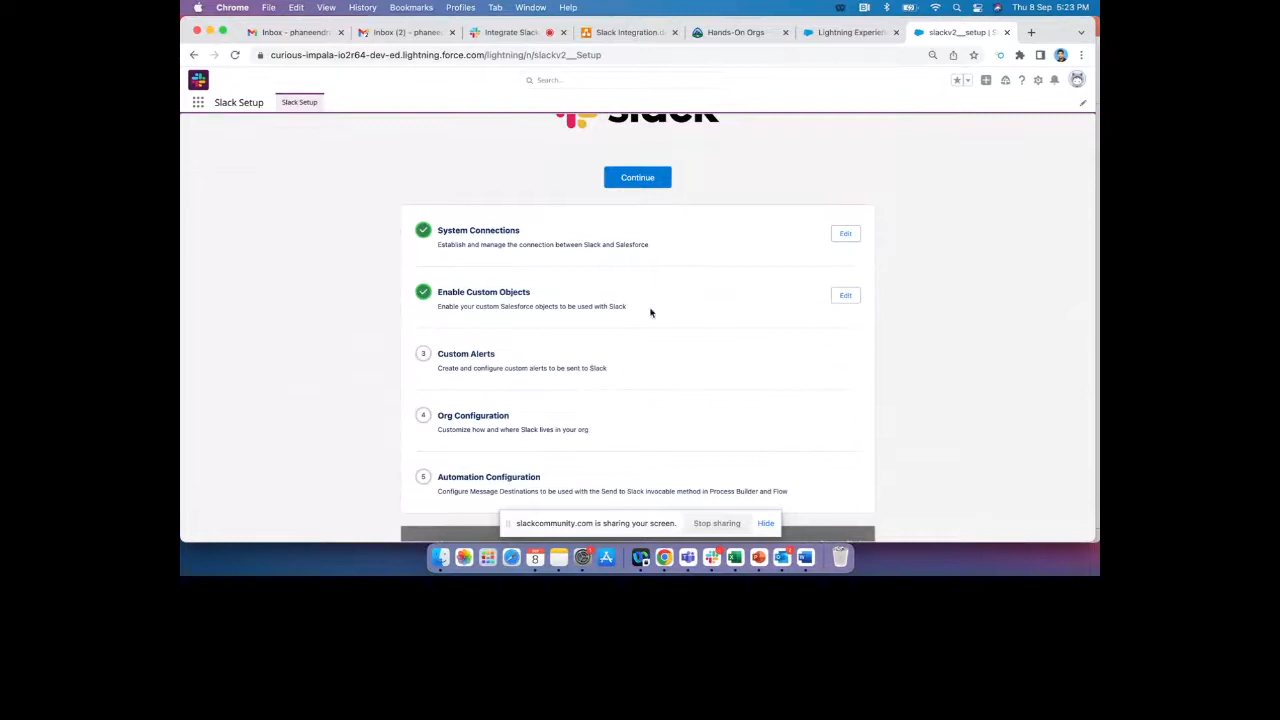 Chrome File Edit View History Bookmarks Profiles Tab Window Help Thu 8 Sep 5:23 PM
Inbox - phaneendr Inbox (2) - phanee Integrate Slack Slack Integration.d Hands-On Orgs Lightning Experien slackv2__setup | S
curious-impala-io2r64-dev-ed.lightning.force.com/lightning/n/slackv2__Setup
Search...
Slack Setup Slack Setup
slack
Continue
System Connections
Edit
Establish and manage the connection between Slack and Salesforce
Enable Custom Objects
Edit
Enable your custom Salesforce objects to be used with Slack
3 Custom Alerts
Create and configure custom alerts to be sent to Slack
4 Org Configuration
Customize how and where Slack lives in your org
5 Automation Configuration
Configure Message Destinations to be used with the Send to Slack invocable method in Process Builder and Flow
slackcommunity.com is sharing your screen. Stop sharing Hide
8